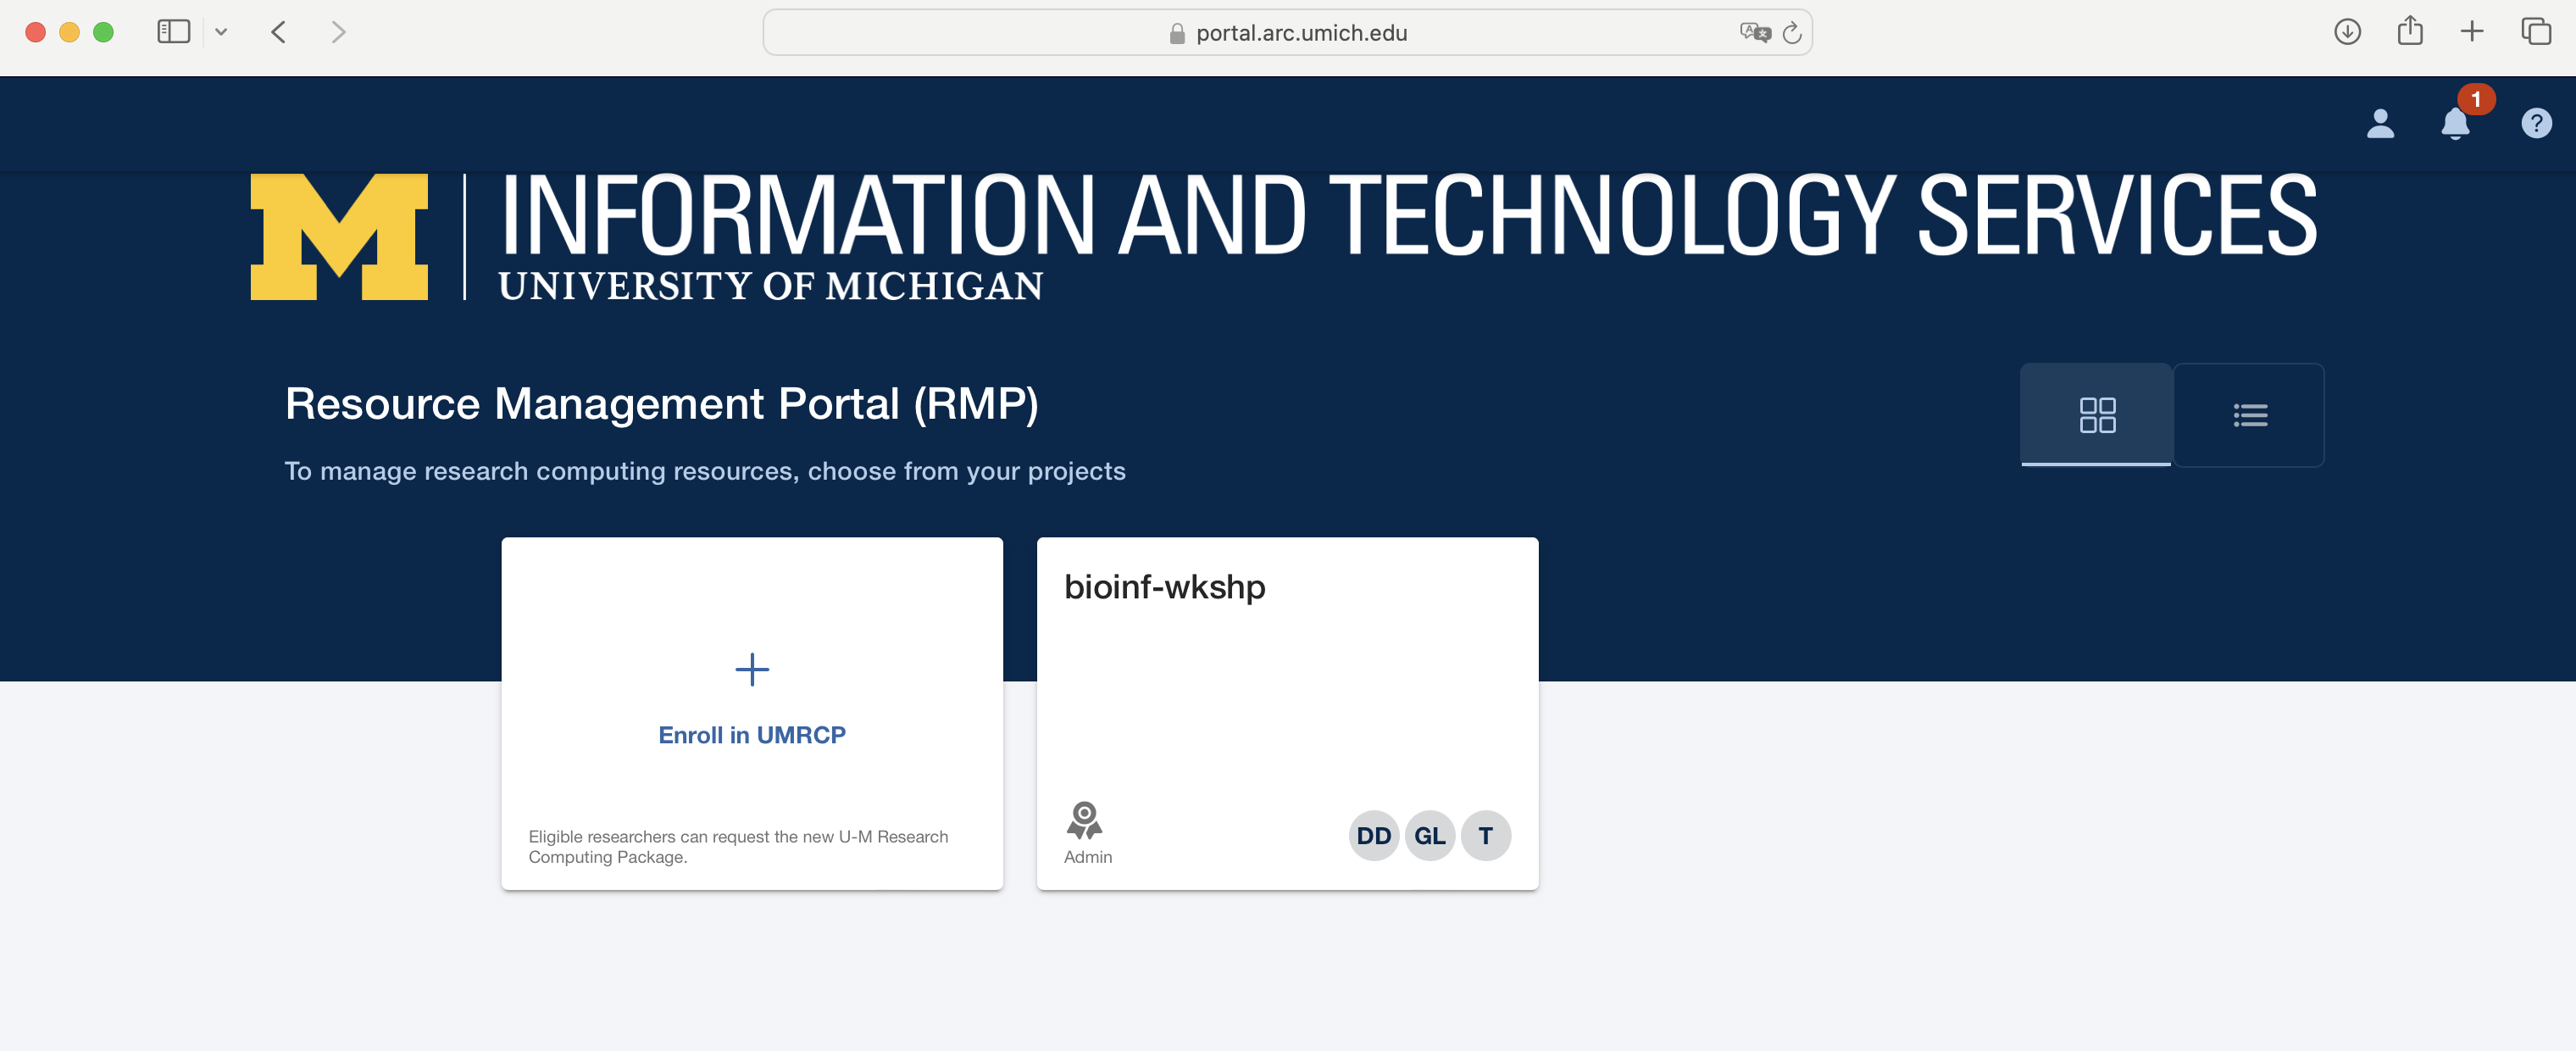 portal.arc.umich.edu
1
?
M INFORMATION AND TECHNOLOGY SERVICES
UNIVERSITY OF MICHIGAN
Resource Management Portal (RMP)
To manage research computing resources, choose from your projects
Enroll in UMRCP
Eligible researchers can request the new U-M Research
Computing Package.
bioinf-wkshp
Admin
DD GL T